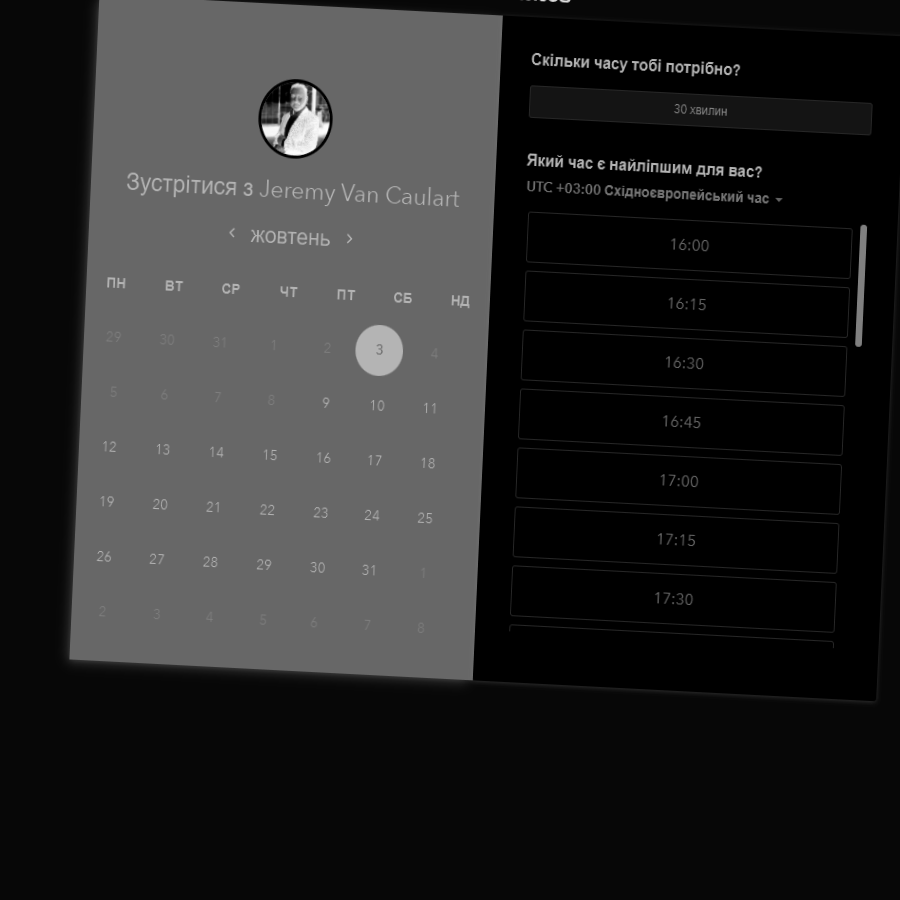 Зустрітися з Jeremy Van Caulart
жовтень
ПН ВТ СР ЧТ ПТ СБ НД
29 30 31 1 2 3 4
5 6 7 8 9 10 11
12 13 14 15 16 17 18
19 20 21 22 23 24 25
26 27 28 29 30 31 1
2 3 4 5 6 7 8
Скільки часу тобі потрібно?
30 хвилин
Який час є найліпшим для вас?
UTC +03:00 Східноєвропейський час
16:00
16:15
16:30
16:45
17:00
17:15
17:30